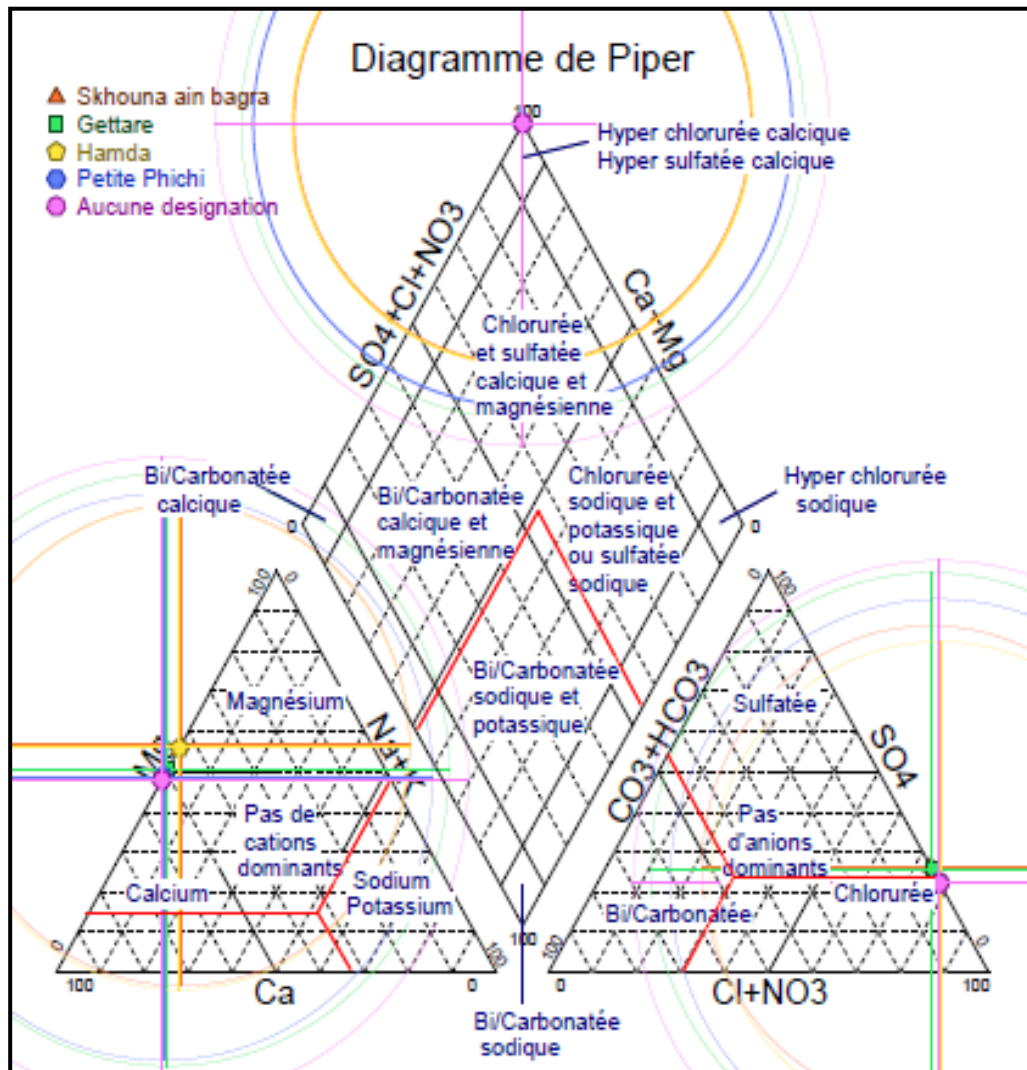 Diagramme de Piper
Skhouna ain bagra
Gettare
Hamda
Petite Phichi
Aucune designation
100
Hyper chlorurée calcique
Hyper sulfatée calcique
SO4 +Cl+NO3
Ca-Mg
Chlorurée
et sulfatée
calcique et
magnésienne
Bi/Carbonatée
calcique
Bi/Carbonatée
calcique et
magnésienne
Chlorurée
sodique et
potassique
ou sulfatée
sodique
Hyper chlorurée
sodique
0
0
100
0
100
0
Magnésium
Bi/Carbonatée
sodique et
potassique
Sulfatée
CO3+HCO3
SO4
Pas de
cations
dominants
Pas
d'anions
dominants
Calcium
Sodium
Potassium
Bi/Carbonatée
Chlorurée
0
100
100
100
0
100
Ca
0
0
Cl+NO3
100
Bi/Carbonatée
sodique